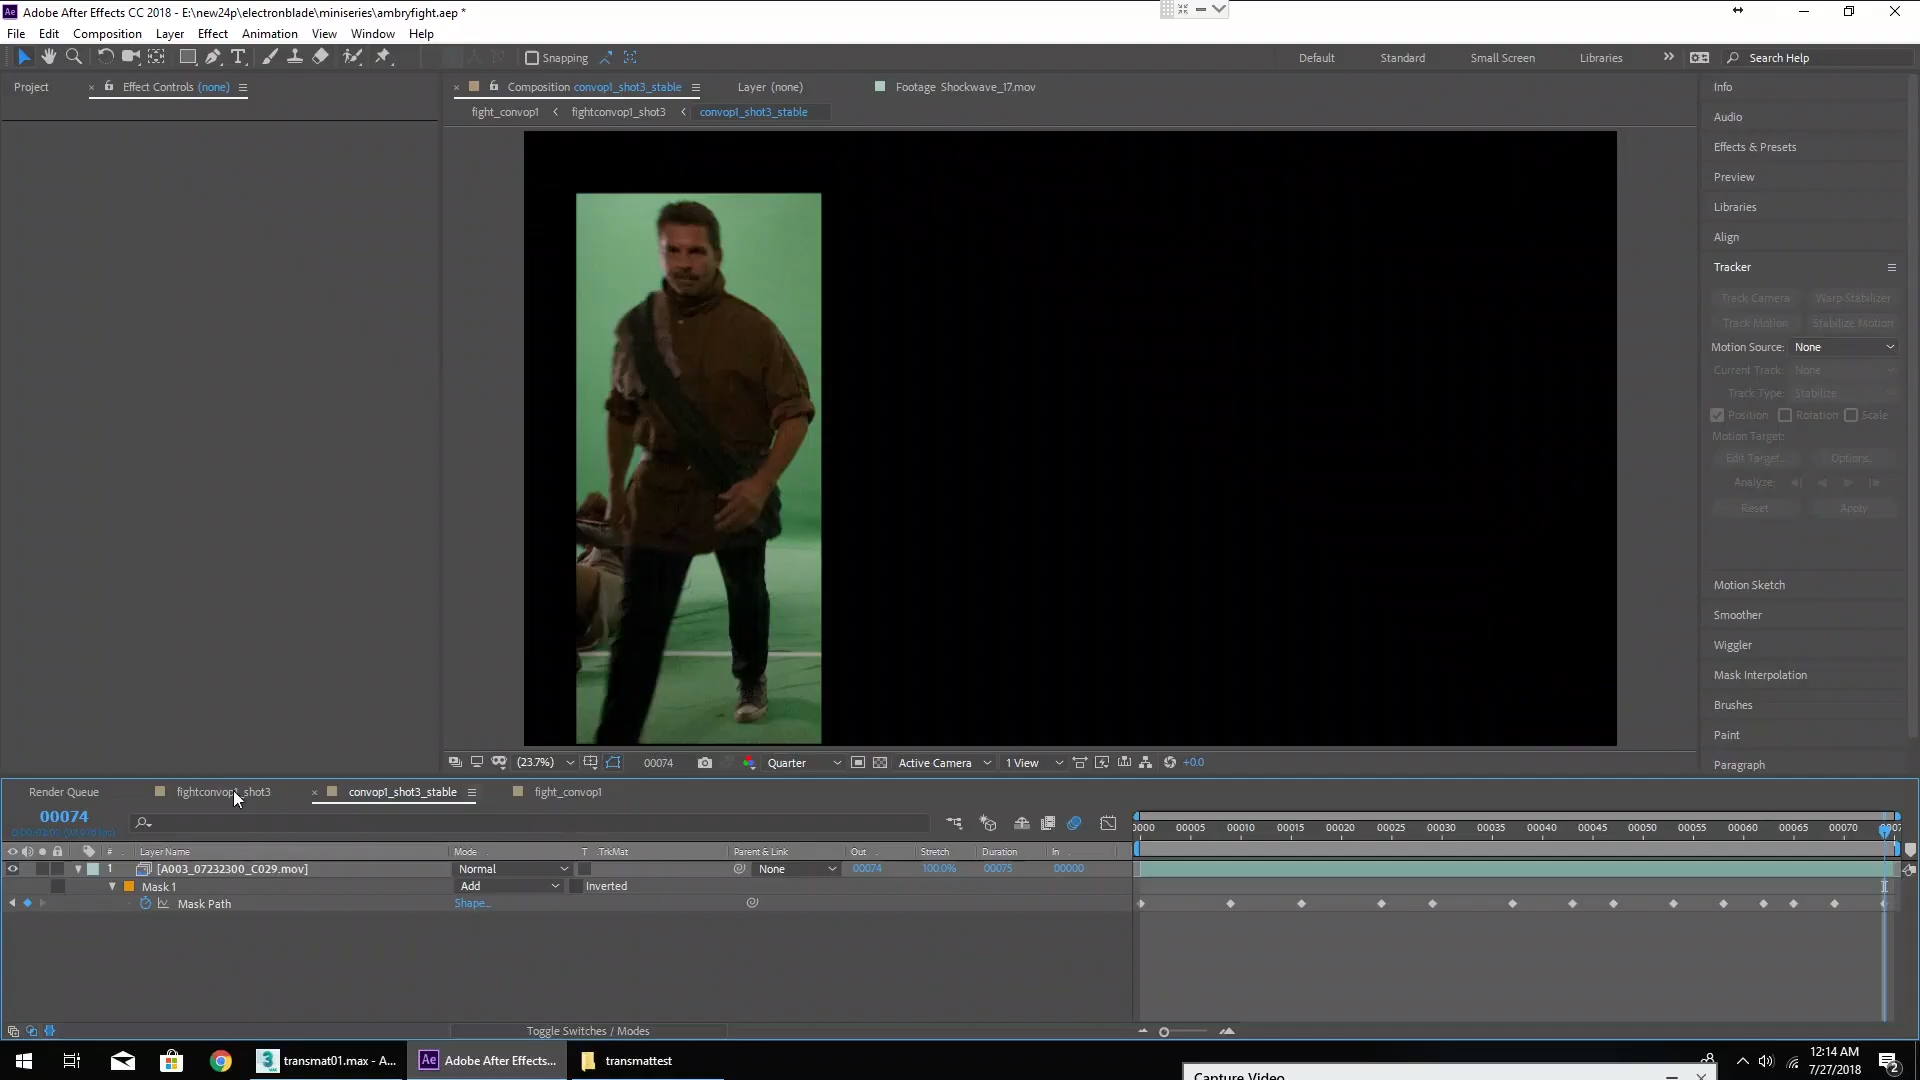 Adobe After Effects CC 2018 - E:\new24p\electronblade\miniseries\ambryfight.aep *
File Edit Composition Layer Effect Animation View Window Help
Snapping Default Standard Small Screen Libraries Search Help
Project Effect Controls (none) Composition convop1_shot3_stable Layer (none) Footage Shockwave_17.mov
fight_convop1 fightconvop1_shot3 convop1_shot3_stable
Info
Audio
Effects & Presets
Preview
Libraries
Align
Tracker
Track Camera Warp Stabilizer
Track Motion Stabilize Motion
Motion Source: None
Current Track: None
Track Type: Stabilize
Position Rotation Scale
Motion Target:
Edit Target... Options...
Analyze:
Reset Apply
Motion Sketch
Smoother
Wiggler
Mask Interpolation
Brushes
Paint
Paragraph
(23.7%) 00074 Quarter Active Camera 1 View +0.0
Render Queue fightconvop1_shot3 convop1_shot3_stable fight_convop1
00074
0000 00005 00010 00015 00020 00025 00030 00035 00040 00045 00050 00055 00060 00065 00070 0007
# Layer Name Mode T TrkMat Parent & Link Out Stretch Duration In
1 [A003_07232300_C029.mov] Normal None 00074 100.0% 00075 00000
Mask 1 Add Inverted
Mask Path Shape...
Toggle Switches / Modes
transmat01.max - A... Adobe After Effects... transmattest
12:14 AM
7/27/2018
2
Capture Video